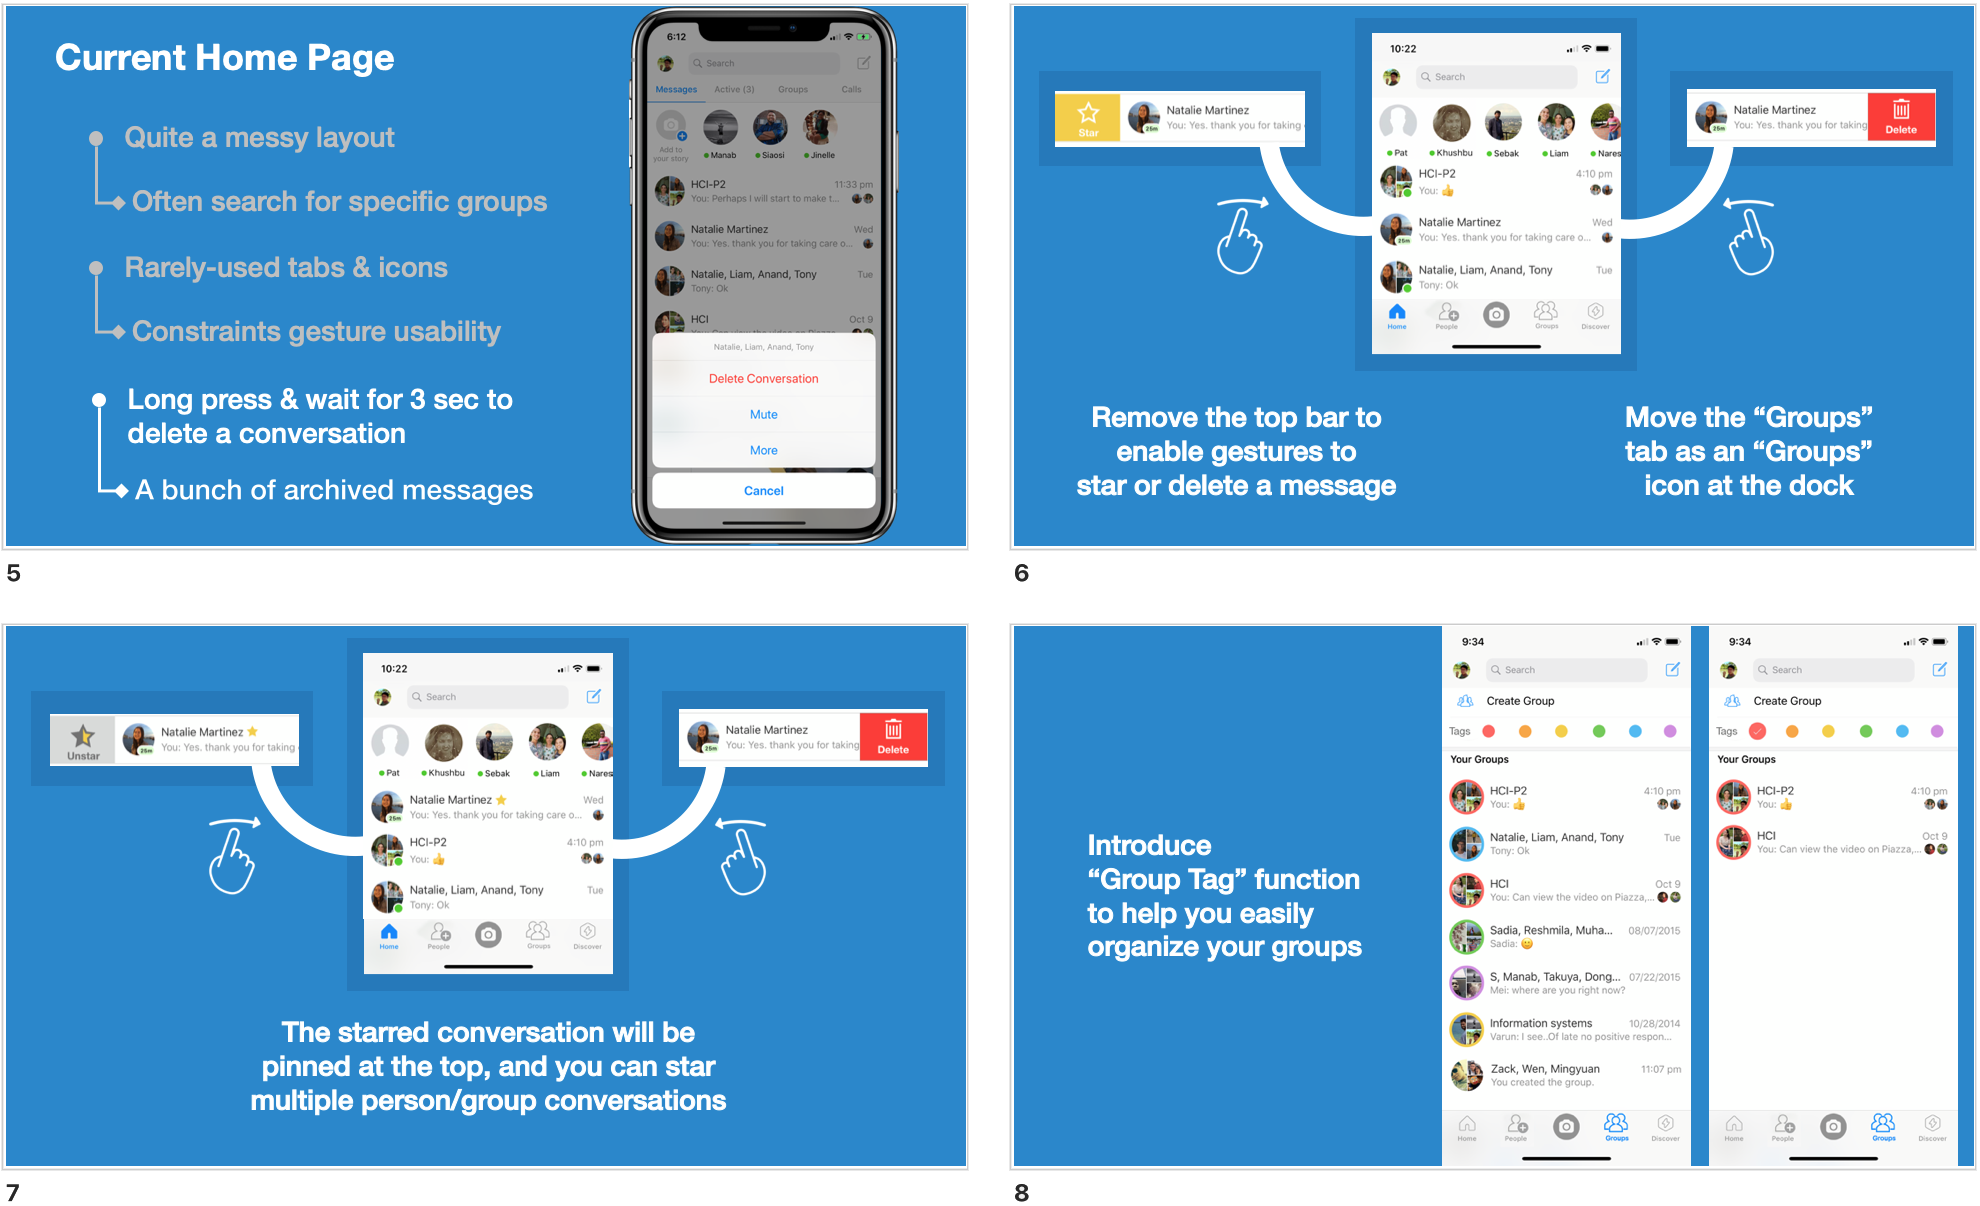 Current Home Page
Quite a messy layout
Often search for specific groups
Rarely-used tabs & icons
Constraints gesture usability
Long press & wait for 3 sec to
delete a conversation
A bunch of archived messages
6:12
Search
Messages Active (3) Groups Calls
Add to
your story
Manab Siaosi Jinelle
HCI-P2 11:33 pm
You: Perhaps I will start to make t...
Natalie Martinez Wed
You: Yes. thank you for taking care o...
Natalie, Liam, Anand, Tony Tue
Tony: Ok
HCI Oct 9
You: Can view the video on Piazza,...
Natalie, Liam, Anand, Tony
Delete Conversation
Mute
More
Cancel
5
Star
Natalie Martinez
You: Yes. thank you for taking
25m
10:22
Search
Pat Khushbu Sebak Liam Nares
HCI-P2 4:10 pm
You: 👍
Natalie Martinez Wed
You: Yes. thank you for taking care o...
25m
Natalie, Liam, Anand, Tony Tue
Tony: Ok
Home People Groups Discover
Natalie Martinez
You: Yes. thank you for taking
25m
Delete
Remove the top bar to
enable gestures to
star or delete a message
Move the “Groups”
tab as an “Groups”
icon at the dock
6
Unstar
Natalie Martinez ⭐
You: Yes. thank you for taking
25m
10:22
Search
Pat Khushbu Sebak Liam Nares
Natalie Martinez ⭐ Wed
You: Yes. thank you for taking care o...
25m
HCI-P2 4:10 pm
You: 👍
Natalie, Liam, Anand, Tony Tue
Tony: Ok
Home People Groups Discover
Natalie Martinez
You: Yes. thank you for taking
25m
Delete
The starred conversation will be
pinned at the top, and you can star
multiple person/group conversations
7
Introduce
“Group Tag” function
to help you easily
organize your groups
9:34
Search
Create Group
Tags
Your Groups
HCI-P2 4:10 pm
You: 👍
Natalie, Liam, Anand, Tony Tue
Tony: Ok
HCI Oct 9
You: Can view the video on Piazza,...
Sadia, Reshmila, Muha... 08/07/2015
Sadia: 🙂
S, Manab, Takuya, Dong... 07/22/2015
Mei: where are you right now?
Information systems 10/28/2014
Varun: I see..Of late no positive respon...
Zack, Wen, Mingyuan 11:07 pm
You created the group.
Home People Groups Discover
9:34
Search
Create Group
Tags
Your Groups
HCI-P2 4:10 pm
You: 👍
HCI Oct 9
You: Can view the video on Piazza,...
Home People Groups Discover
8